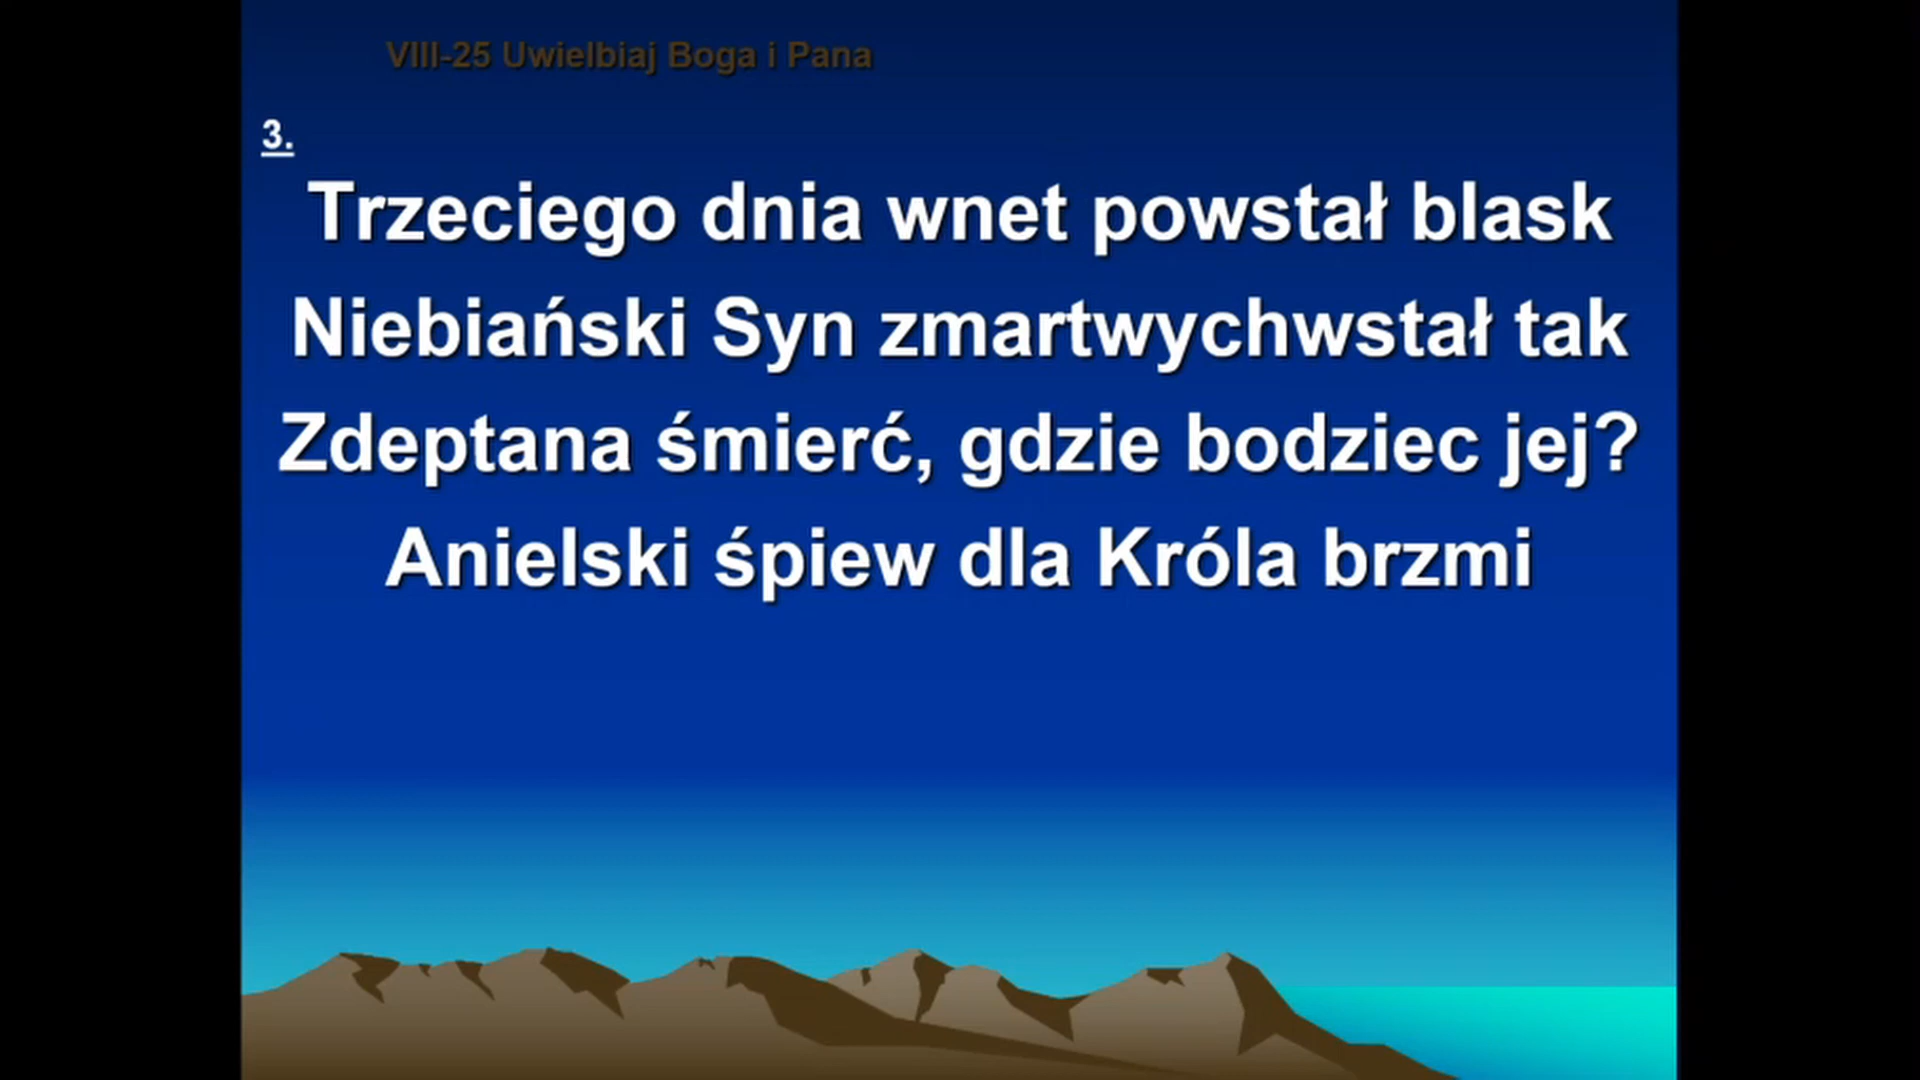 VIII-25 Uwielbiaj Boga i Pana
3.
Trzeciego dnia wnet powstał blask
Niebiański Syn zmartwychwstał tak
Zdeptana śmierć, gdzie bodziec jej?
Anielski śpiew dla Króla brzmi